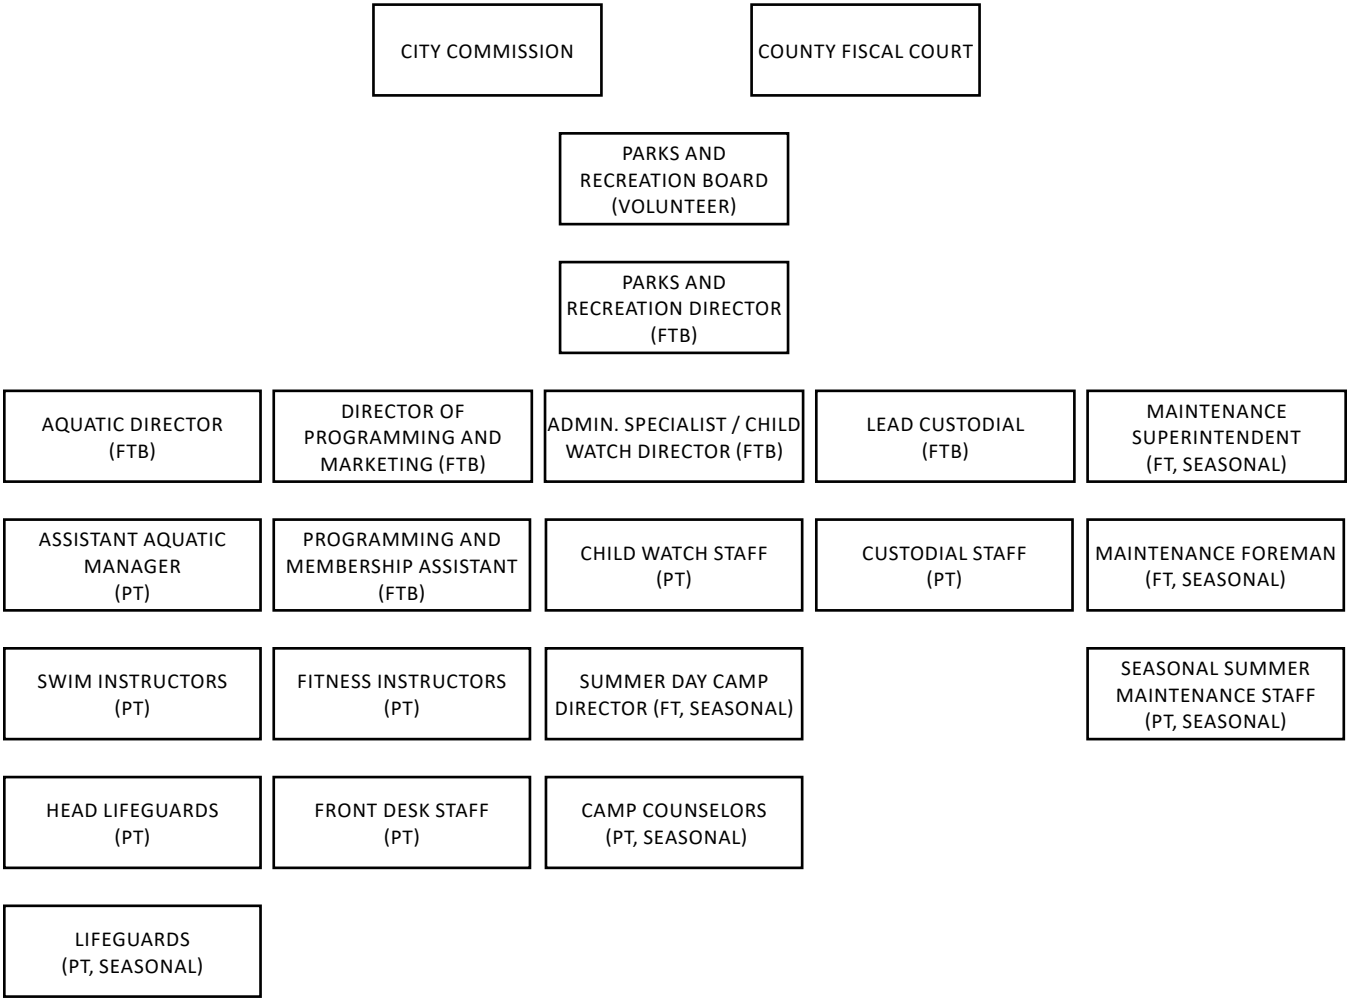 CITY COMMISSION
COUNTY FISCAL COURT
PARKS AND
RECREATION BOARD
(VOLUNTEER)
PARKS AND
RECREATION DIRECTOR
(FTB)
AQUATIC DIRECTOR
(FTB)
DIRECTOR OF
PROGRAMMING AND
MARKETING (FTB)
ADMIN. SPECIALIST / CHILD
WATCH DIRECTOR (FTB)
LEAD CUSTODIAL
(FTB)
MAINTENANCE
SUPERINTENDENT
(FT, SEASONAL)
ASSISTANT AQUATIC
MANAGER
(PT)
PROGRAMMING AND
MEMBERSHIP ASSISTANT
(FTB)
CHILD WATCH STAFF
(PT)
CUSTODIAL STAFF
(PT)
MAINTENANCE FOREMAN
(FT, SEASONAL)
SWIM INSTRUCTORS
(PT)
FITNESS INSTRUCTORS
(PT)
SUMMER DAY CAMP
DIRECTOR (FT, SEASONAL)
SEASONAL SUMMER
MAINTENANCE STAFF
(PT, SEASONAL)
HEAD LIFEGUARDS
(PT)
FRONT DESK STAFF
(PT)
CAMP COUNSELORS
(PT, SEASONAL)
LIFEGUARDS
(PT, SEASONAL)